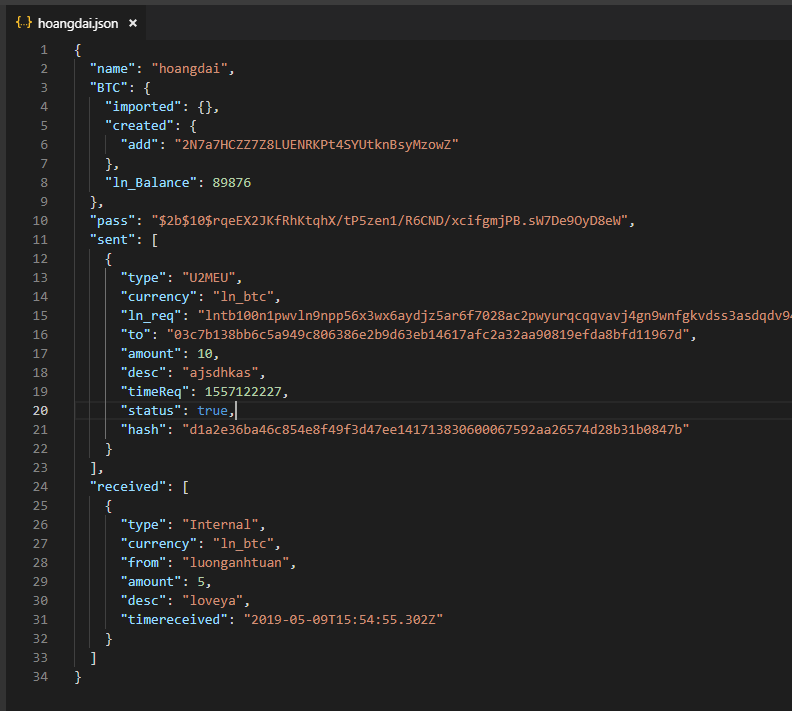 {··} hoangdai.json ×
1 {
2 "name": "hoangdai",
3 "BTC": {
4 "imported": {},
5 "created": {
6 "add": "2N7a7HCZZ7Z8LUENRKPt4SYUtknBsyMzowZ"
7 },
8 "ln_Balance": 89876
9 },
10 "pass": "$2b$10$rqeEX2JKfRhKtqhX/tP5zen1/R6CND/xcifgmjPB.sW7De9OyD8eW",
11 "sent": [
12 {
13 "type": "U2MEU",
14 "currency": "ln_btc",
15 "ln_req": "lntb100n1pwvln9npp56x3wx6aydjz5ar6f7028ac2pwyurqcqqvavj4gn9wnfgkvdss3asdqdv94
16 "to": "03c7b138bb6c5a949c806386e2b9d63eb14617afc2a32aa90819efda8bfd11967d",
17 "amount": 10,
18 "desc": "ajsdhkas",
19 "timeReq": 1557122227,
20 "status": true,
21 "hash": "d1a2e36ba46c854e8f49f3d47ee141713830600067592aa26574d28b31b0847b"
22 }
23 ],
24 "received": [
25 {
26 "type": "Internal",
27 "currency": "ln_btc",
28 "from": "luonganhtuan",
29 "amount": 5,
30 "desc": "loveya",
31 "timereceived": "2019-05-09T15:54:55.302Z"
32 }
33 ]
34 }